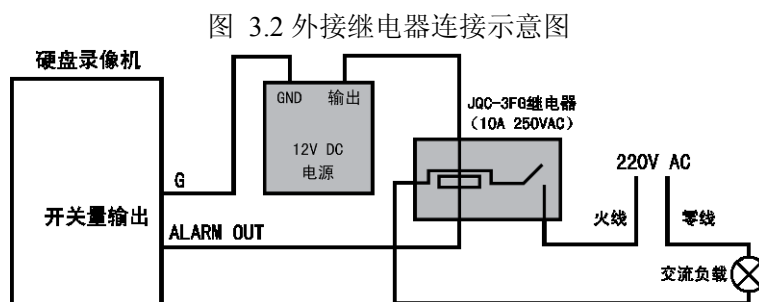 图 3.2 外接继电器连接示意图
硬盘录像机
GND 输出
12V DC
电源
JQC-3FG继电器
（10A 250VAC）
220V AC
G
开关量输出
ALARM OUT
火线
零线
交流负载